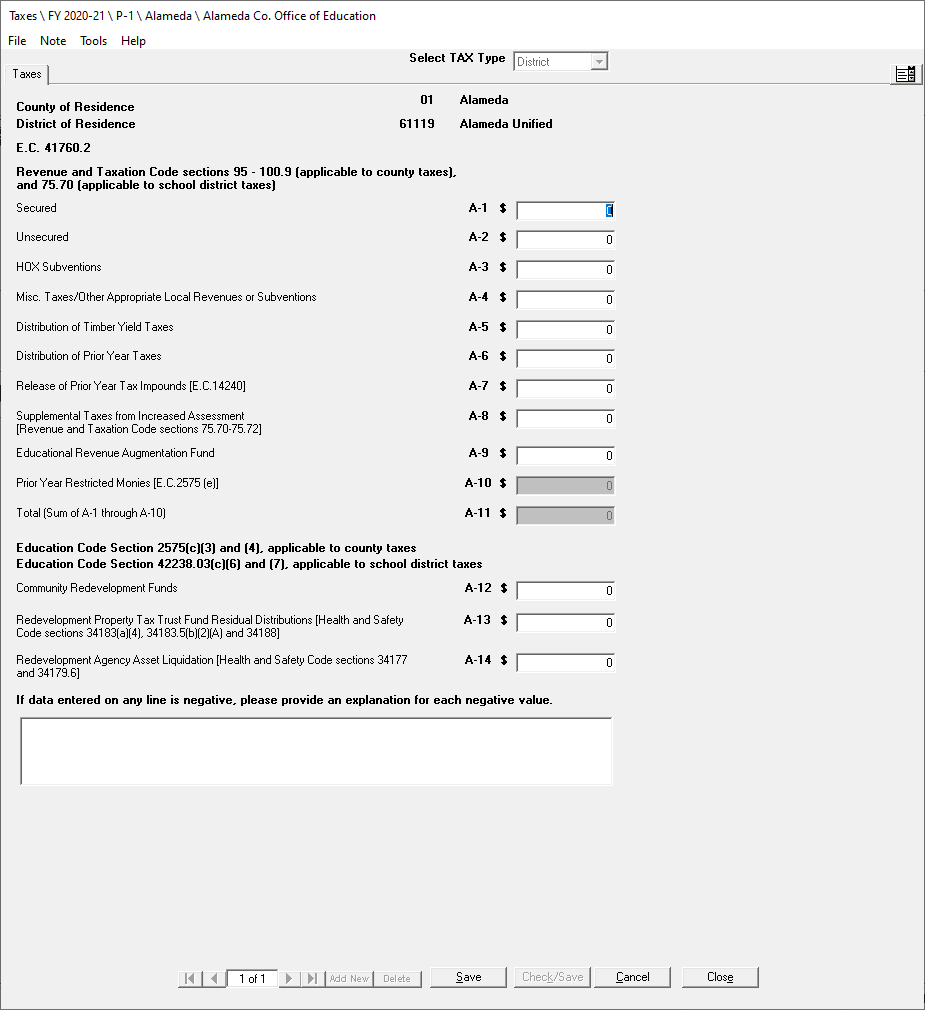 Taxes \ FY 2020-21 \ P-1 \ Alameda \ Alameda Co. Office of Education
File Note Tools Help
Select TAX Type District
Taxes
County of Residence 01 Alameda
District of Residence 61119 Alameda Unified
E.C. 41760.2
Revenue and Taxation Code sections 95 - 100.9 (applicable to county taxes),
and 75.70 (applicable to school district taxes)
Secured A-1 $ 0
Unsecured A-2 $ 0
HOX Subventions A-3 $ 0
Misc. Taxes/Other Appropriate Local Revenues or Subventions A-4 $ 0
Distribution of Timber Yield Taxes A-5 $ 0
Distribution of Prior Year Taxes A-6 $ 0
Release of Prior Year Tax Impounds [E.C.14240] A-7 $ 0
Supplemental Taxes from Increased Assessment A-8 $ 0
[Revenue and Taxation Code sections 75.70-75.72]
Educational Revenue Augmentation Fund A-9 $ 0
Prior Year Restricted Monies [E.C.2575 (e)] A-10 $ 0
Total (Sum of A-1 through A-10) A-11 $ 0
Education Code Section 2575(c)(3) and (4), applicable to county taxes
Education Code Section 42238.03(c)(6) and (7), applicable to school district taxes
Community Redevelopment Funds A-12 $ 0
Redevelopment Property Tax Trust Fund Residual Distributions [Health and Safety A-13 $ 0
Code sections 34183(a)(4), 34183.5(b)(2)(A) and 34188]
Redevelopment Agency Asset Liquidation [Health and Safety Code sections 34177 A-14 $ 0
and 34179.6]
If data entered on any line is negative, please provide an explanation for each negative value.
1 of 1 Add New Delete Save Check/Save Cancel Close